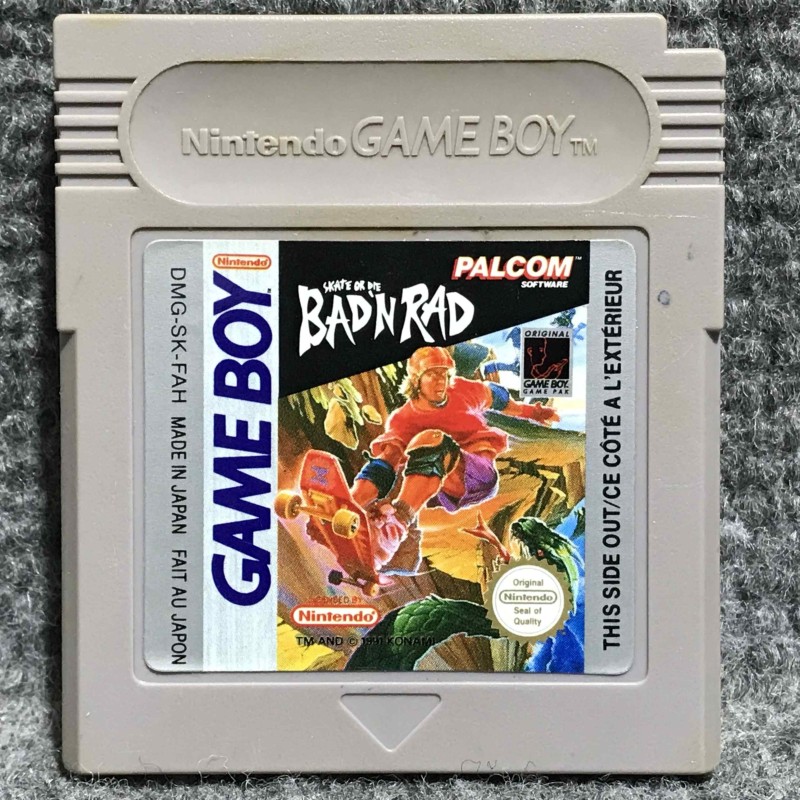 Nintendo GAME BOY TM
DMG-SK-FAH MADE IN JAPAN FAIT AU JAPON
Nintendo
GAME BOY TM
SKATE OR DIE
BAD'N RAD
PALCOM TM
SOFTWARE
ORIGINAL
GAME BOY
GAME PAK
LICENSED BY
Nintendo
TM AND © 1991 KONAMI
Original
Nintendo
Seal of
Quality
THIS SIDE OUT/CE CÔTÉ A L'EXTÉRIEUR